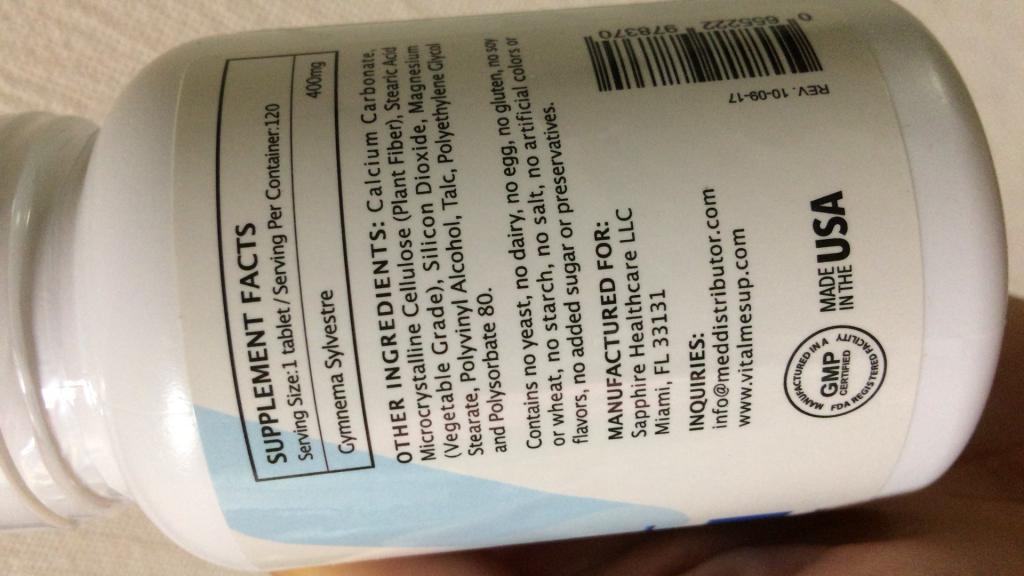 SUPPLEMENT FACTS
Serving Size:1 tablet/Serving Per Container:120
Gymnema Sylvestre 400mg
OTHER INGREDIENTS: Calcium Carbonate,
Microcrystalline Cellulose (Plant Fiber), Stearic Acid
(Vegetable Grade), Silicon Dioxide, Magnesium
Stearate, Polyvinyl Alcohol, Talc, Polyethylene Glycol
and Polysorbate 80.
Contains no yeast, no dairy, no egg, no gluten, no soy
or wheat, no starch, no salt, no artificial colors or
flavors, no added sugar or preservatives.
MANUFACTURED FOR:
Sapphire Healthcare LLC
Miami, FL 33131
INQUIRIES:
info@meddistributor.com
www.vitalmesup.com
MANUFACTURED IN A
GMP
CERTIFIED
FDA REGISTERED FACILITY
MADE
IN THE USA
0 655222 978370
REV. 10-09-17